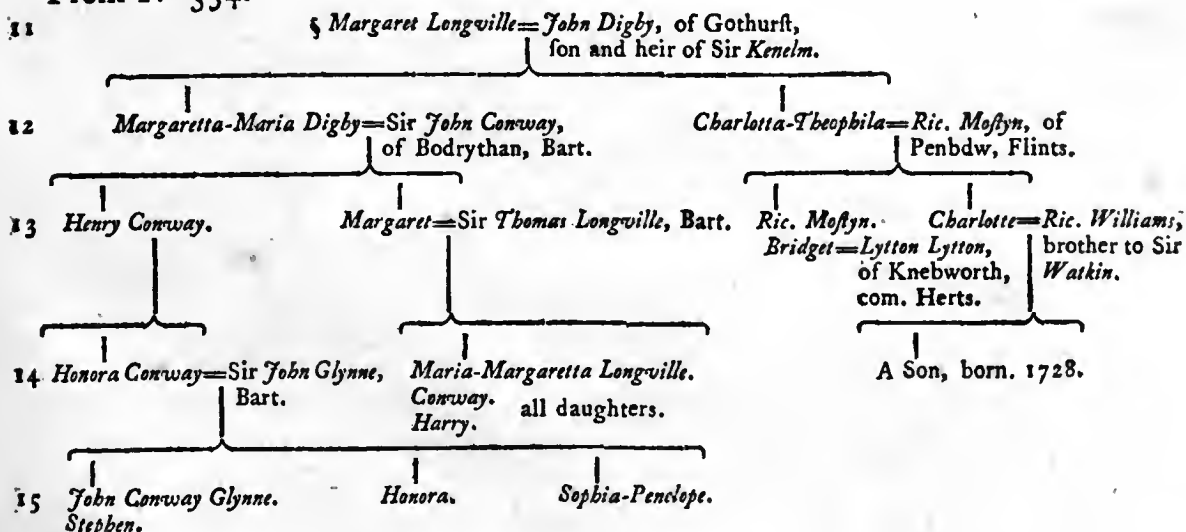 11 § Margaret Longville=John Digby, of Gothurſt,
ſon and heir of Sir Kenelm.
12 Margaretta-Maria Digby=Sir John Conway, Charlotta-Theophila=Ric. Moſtyn, of
of Bodrythan, Bart. Penbdw, Flints.
13 Henry Conway. Margaret=Sir Thomas Longville, Bart. Ric. Moſtyn. Charlotte=Ric. Williams,
Bridget=Lytton Lytton, brother to Sir
of Knebworth, Watkin.
com. Herts.
14 Honora Conway=Sir John Glynne, Maria-Margaretta Longville. A Son, born. 1728.
Bart. Conway. all daughters.
Harry.
15 John Conway Glynne. Honora. Sophia-Penelope.
Stephen.